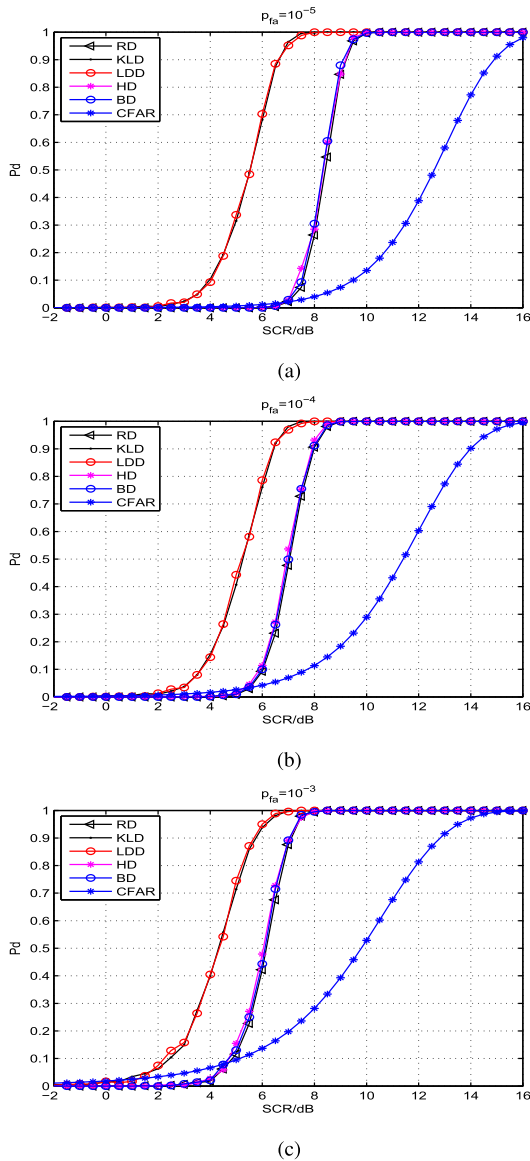 p_fa=10^-5
RD
KLD
LDD
HD
BD
CFAR
Pd
1
0.9
0.8
0.7
0.6
0.5
0.4
0.3
0.2
0.1
0
−2 0 2 4 6 8 10 12 14 16
SCR/dB
(a)
p_fa=10^-4
RD
KLD
LDD
HD
BD
CFAR
Pd
1
0.9
0.8
0.7
0.6
0.5
0.4
0.3
0.2
0.1
0
−2 0 2 4 6 8 10 12 14 16
SCR/dB
(b)
p_fa=10^-3
RD
KLD
LDD
HD
BD
CFAR
Pd
1
0.9
0.8
0.7
0.6
0.5
0.4
0.3
0.2
0.1
0
−2 0 2 4 6 8 10 12 14 16
SCR/dB
(c)